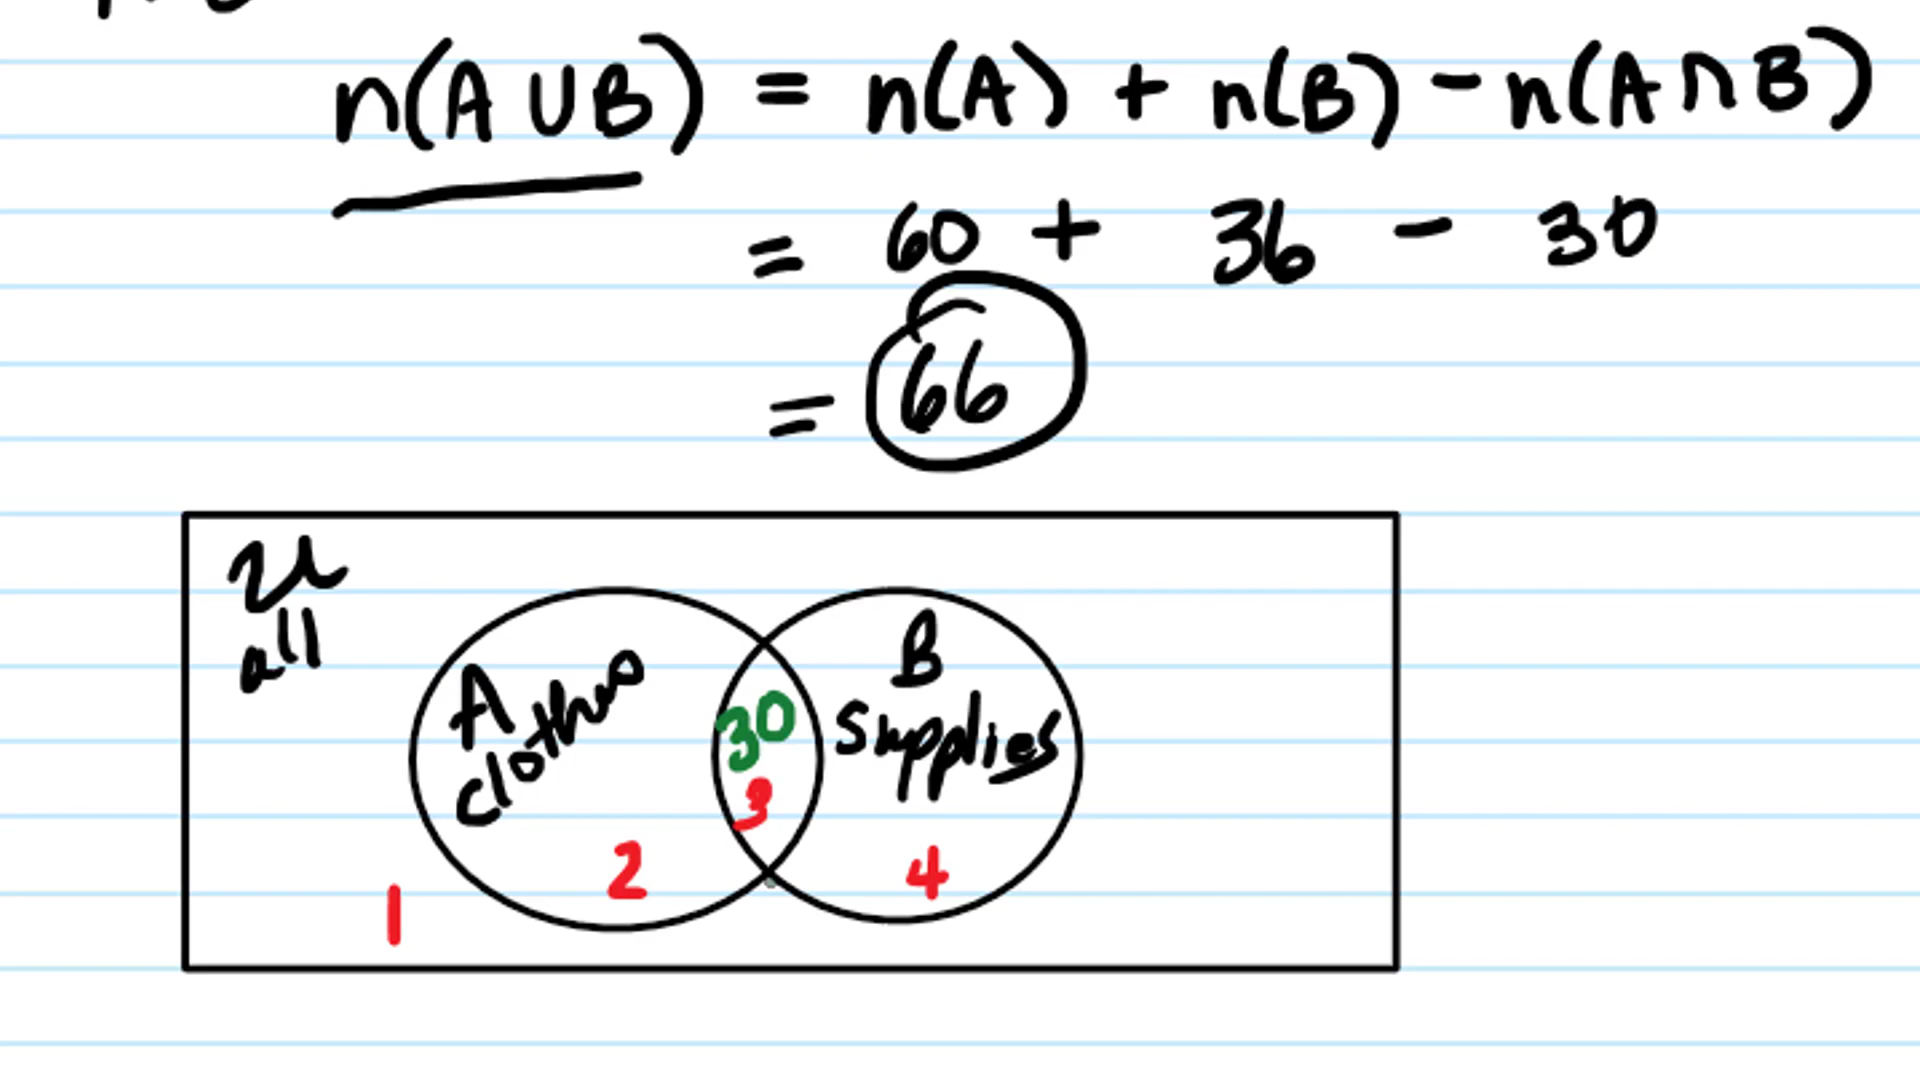 n(A ∪ B) = n(A) + n(B) - n(A ∩ B)
= 60 + 36 - 30
= 66
U
all
A
clothes
B
Supplies
30
3
2
4
1